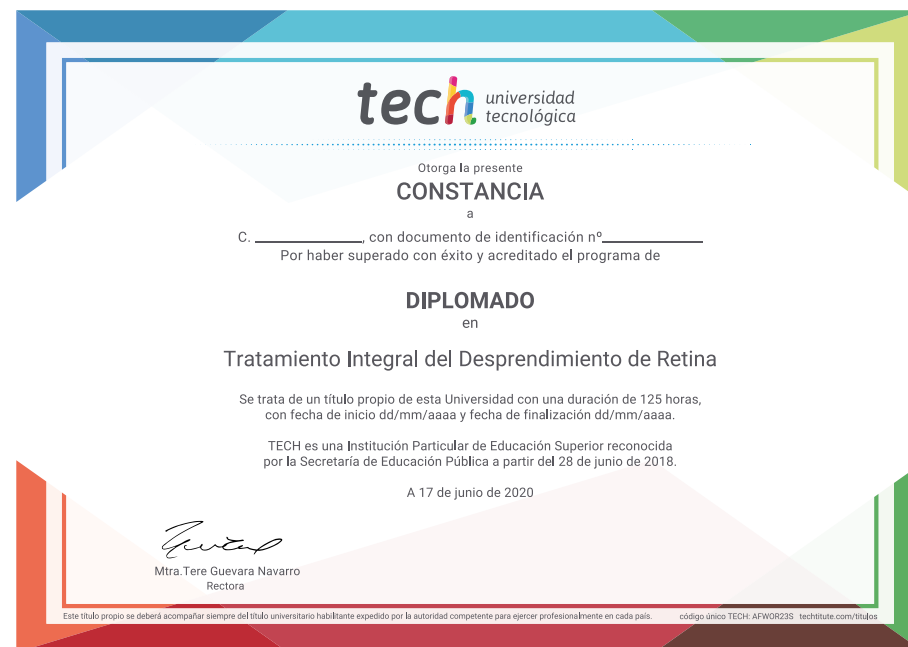 tech universidad
tecnológica
Otorga la presente
CONSTANCIA
a
C. ____________, con documento de identificación nº____________
Por haber superado con éxito y acreditado el programa de
DIPLOMADO
en
Tratamiento Integral del Desprendimiento de Retina
Se trata de un título propio de esta Universidad con una duración de 125 horas,
con fecha de inicio dd/mm/aaaa y fecha de finalización dd/mm/aaaa.
TECH es una Institución Particular de Educación Superior reconocida
por la Secretaría de Educación Pública a partir del 28 de junio de 2018.
A 17 de junio de 2020
Mtra.Tere Guevara Navarro
Rectora
Este título propio se deberá acompañar siempre del título universitario habilitante expedido por la autoridad competente para ejercer profesionalmente en cada país. código único TECH: AFWOR23S techtitute.com/titulos